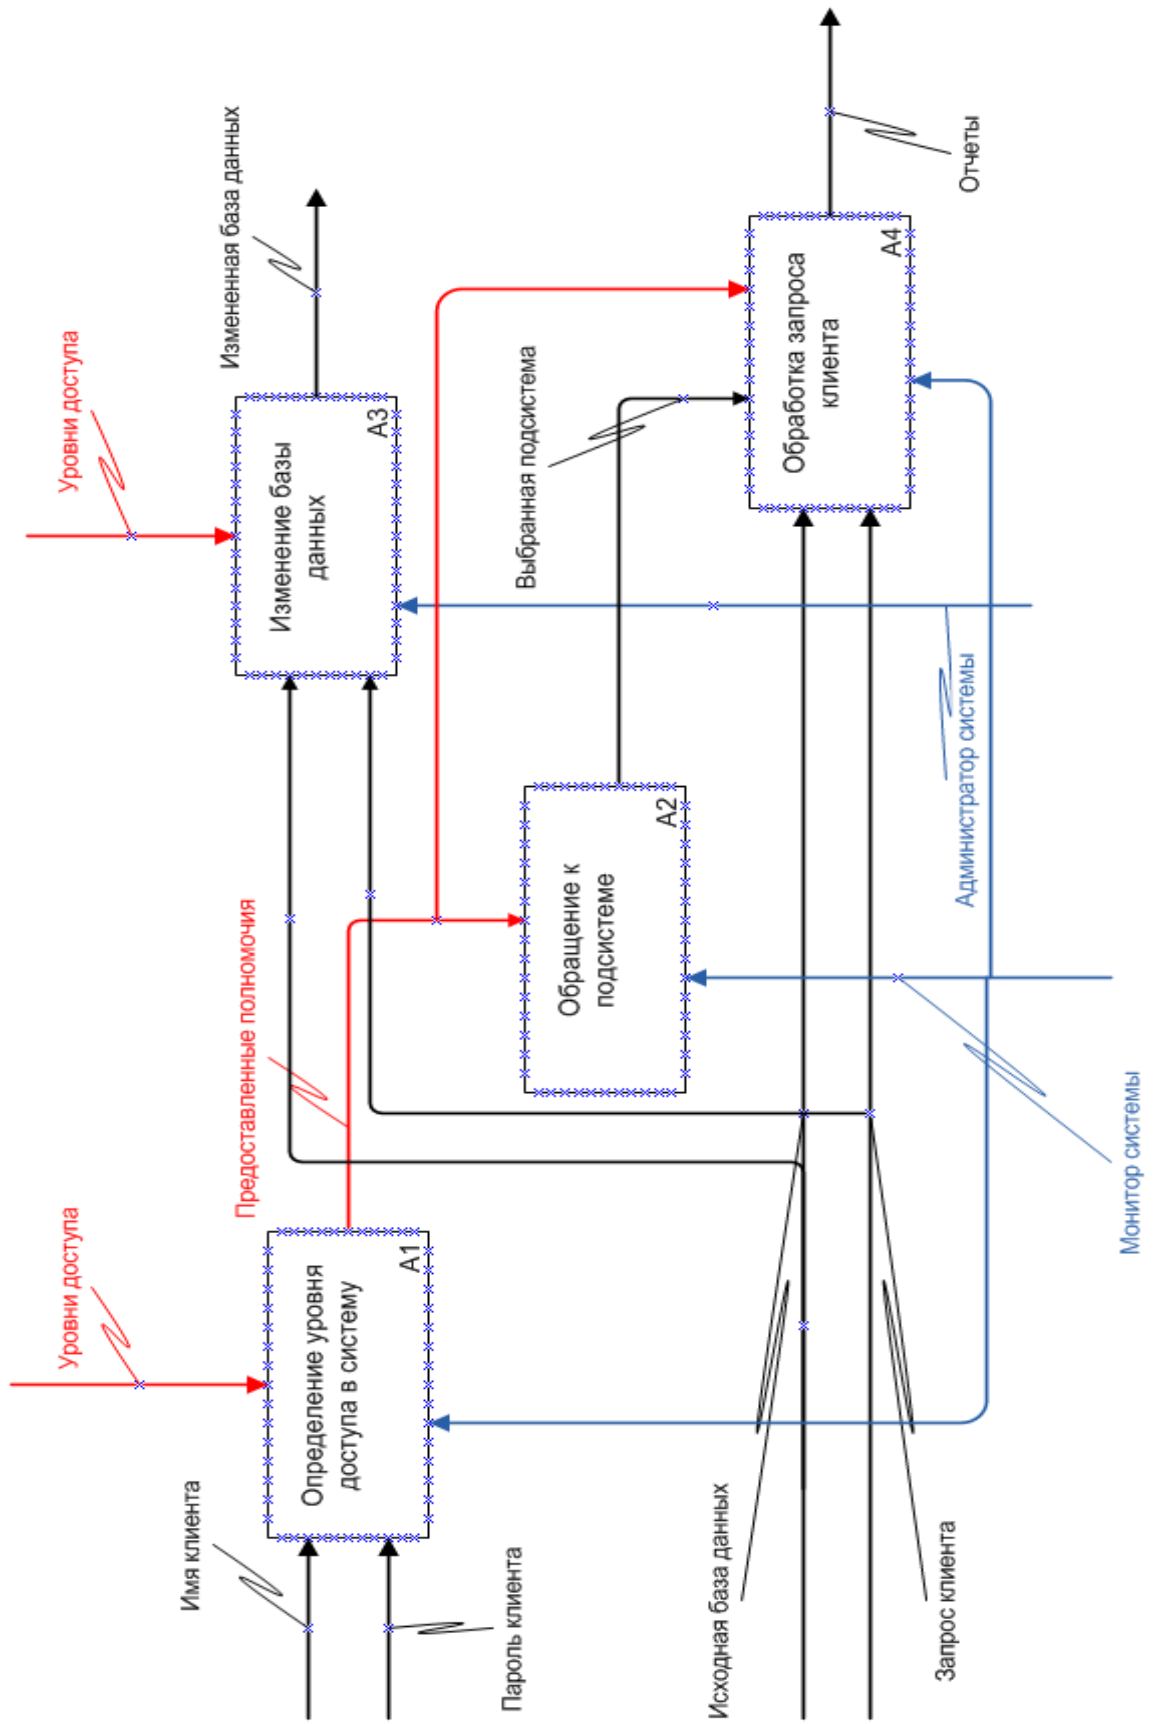 Уровни доступа
Уровни доступа
Измененная база данных
Имя клиента
Определение уровня
доступа в систему
A1
Предоставленные полномочия
Изменение базы
данных
A3
Пароль клиента
Обращение к
подсистеме
A2
Выбранная подсистема
Исходная база данных
Обработка запроса
клиента
A4
Отчеты
Запрос клиента
Администратор системы
Монитор системы